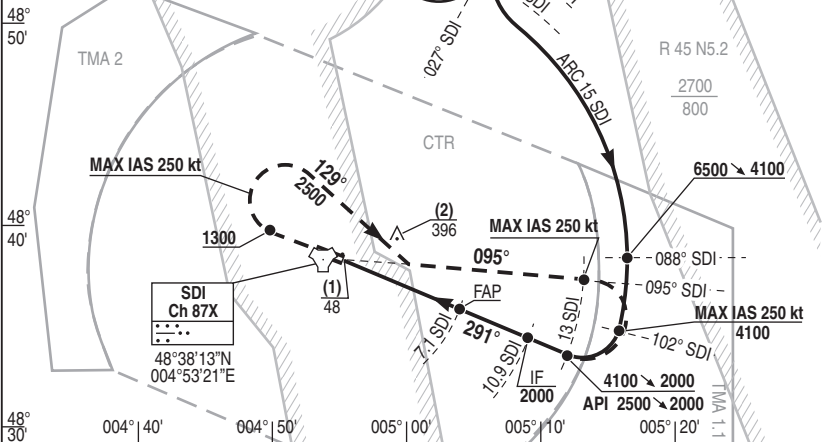 48°
50'
TMA 2
027° SDI
SDI
ARC 15 SDI
R 45 N5.2
2700
800
CTR
MAX IAS 250 kt
129°
2500
6500 ↘ 4100
(2)
396
48°
40'
MAX IAS 250 kt
1300
095°
088° SDI
095° SDI
SDI
Ch 87X
(1)
48
FAP
13 SDI
MAX IAS 250 kt
4100
48°38'13"N
004°53'21"E
7.1 SDI
291°
102° SDI
10.9 SDI
IF
2000
4100 ↘ 2000
API 2500 ↘ 2000
TMA 1.1
48°
30'
004°40'
004°50'
005°00'
005°10'
005°20'